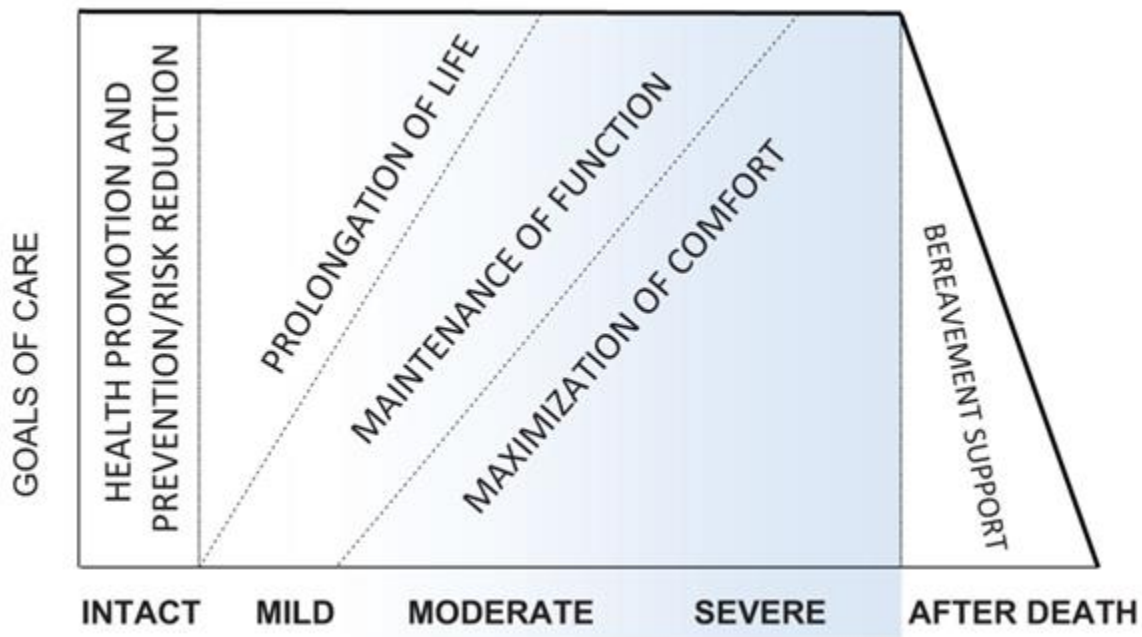 GOALS OF CARE
HEALTH PROMOTION AND
PREVENTION/RISK REDUCTION
PROLONGATION OF LIFE
MAINTENANCE OF FUNCTION
MAXIMIZATION OF COMFORT
BEREAVEMENT SUPPORT
INTACT MILD MODERATE SEVERE AFTER DEATH